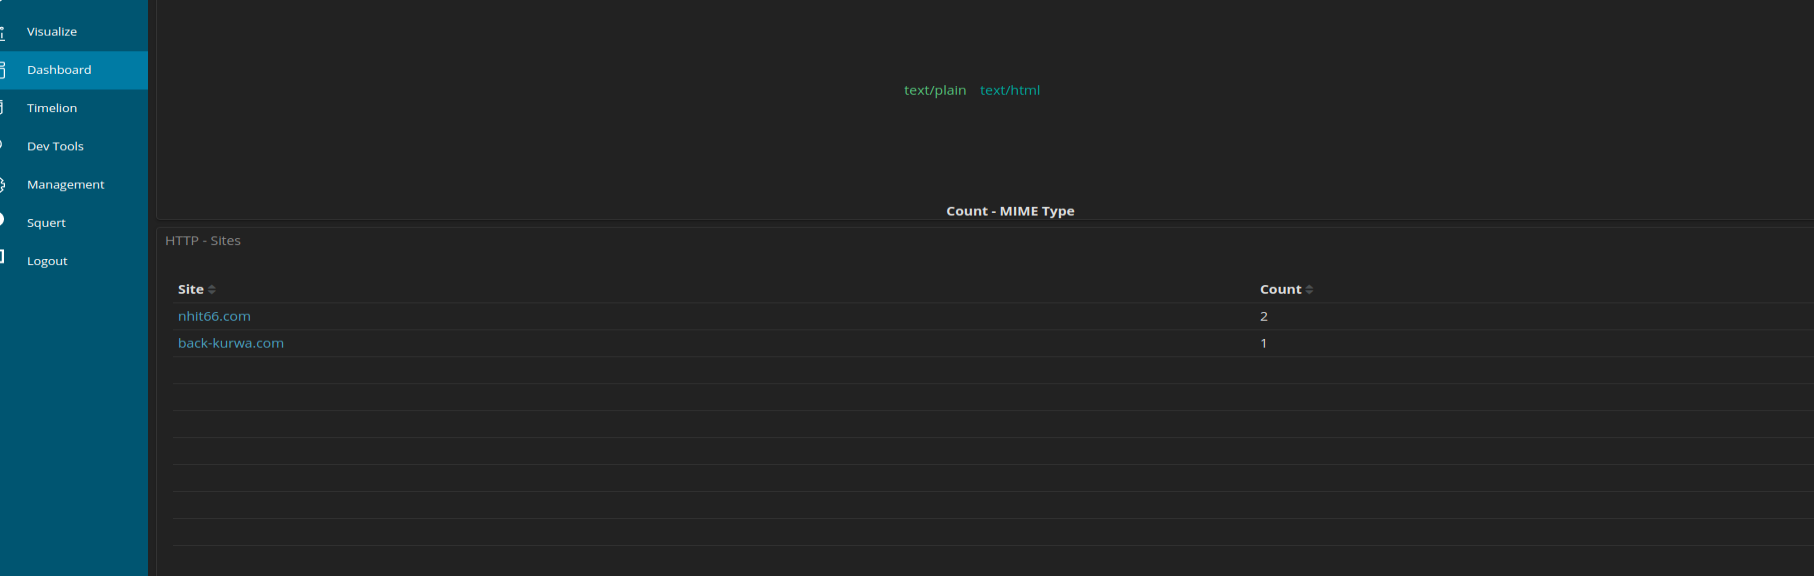 Visualize
Dashboard
Timelion
Dev Tools
Management
Squert
Logout
text/plain text/html
Count - MIME Type
HTTP - Sites
Site Count
nhit66.com 2
back-kurwa.com 1